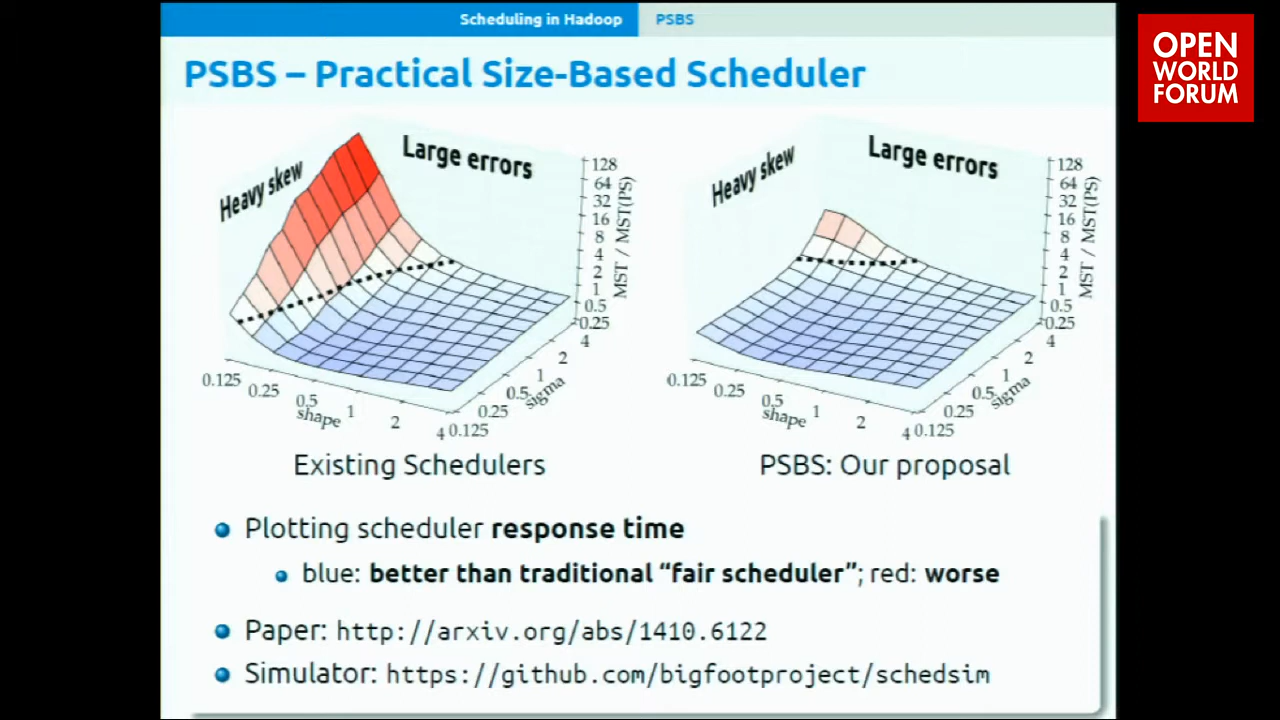 Scheduling in Hadoop PSBS
OPEN
WORLD
FORUM
PSBS – Practical Size-Based Scheduler
Heavy skew
Large errors
128
64
32
16
8
4
2
1
0.5
0.25
MST / MST(PS)
4
2
1
0.5
0.25
0.125
sigma
0.125
0.25
0.5
1
2
4
shape
Existing Schedulers
Heavy skew
Large errors
128
64
32
16
8
4
2
1
0.5
0.25
MST / MST(PS)
4
2
1
0.5
0.25
0.125
sigma
0.125
0.25
0.5
1
2
4
shape
PSBS: Our proposal
Plotting scheduler response time
blue: better than traditional “fair scheduler”; red: worse
Paper: http://arxiv.org/abs/1410.6122
Simulator: https://github.com/bigfootproject/schedsim